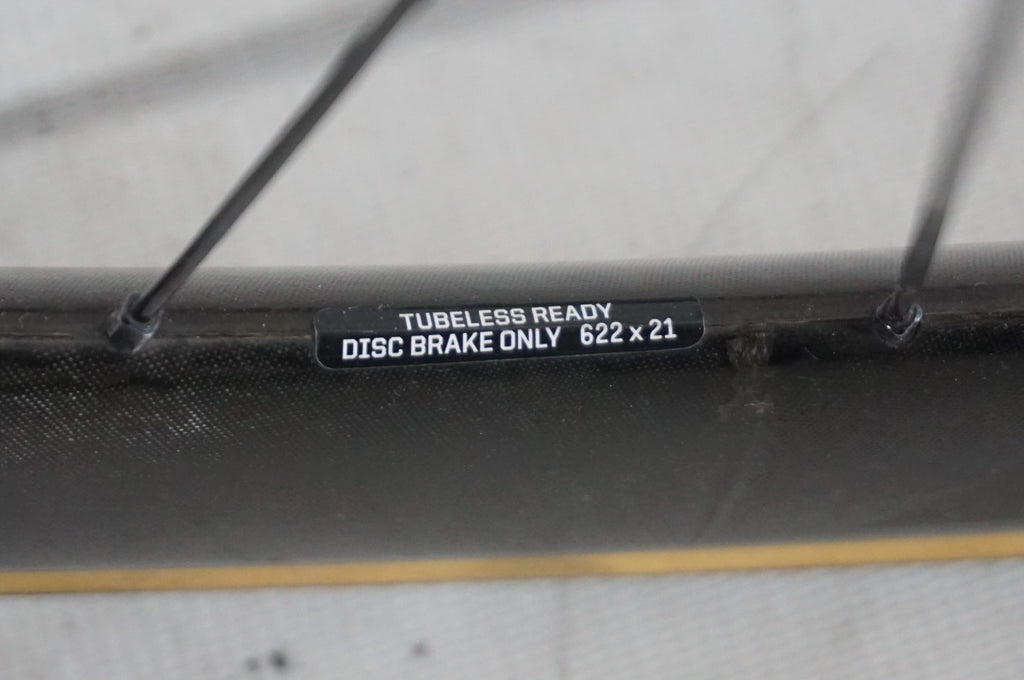 TUBELESS READY
DISC BRAKE ONLY 622 x 21